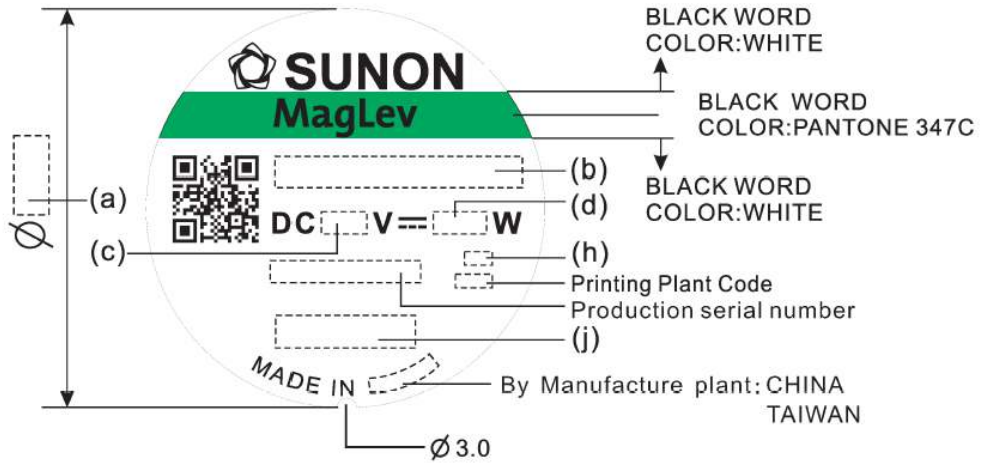 BLACK WORD
COLOR:WHITE
SUNON
MagLev
BLACK WORD
COLOR:PANTONE 347C
(a)
(b)
BLACK WORD
COLOR:WHITE
DC V W
(d)
Ø
(c)
(h)
Printing Plant Code
Production serial number
(j)
MADE IN
By Manufacture plant: CHINA
TAIWAN
Ø 3.0